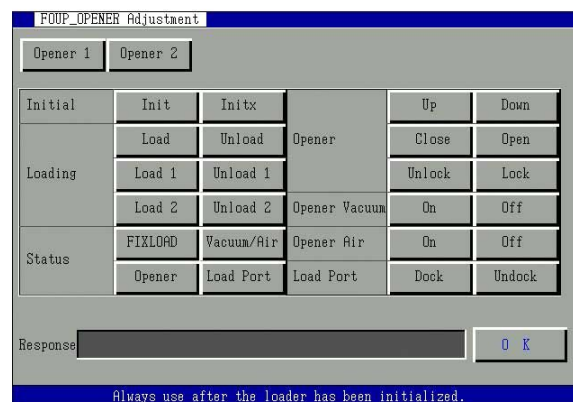 FOUP_OPENER Adjustment
Opener 1 Opener 2
Initial Init Initx Up Down
Load Unload Opener Close Open
Loading Load 1 Unload 1 Unlock Lock
Load 2 Unload 2 Opener Vacuum On Off
Status FIXLOAD Vacuum/Air Opener Air On Off
Opener Load Port Load Port Dock Undock
Response O K
Always use after the loader has been initialized.